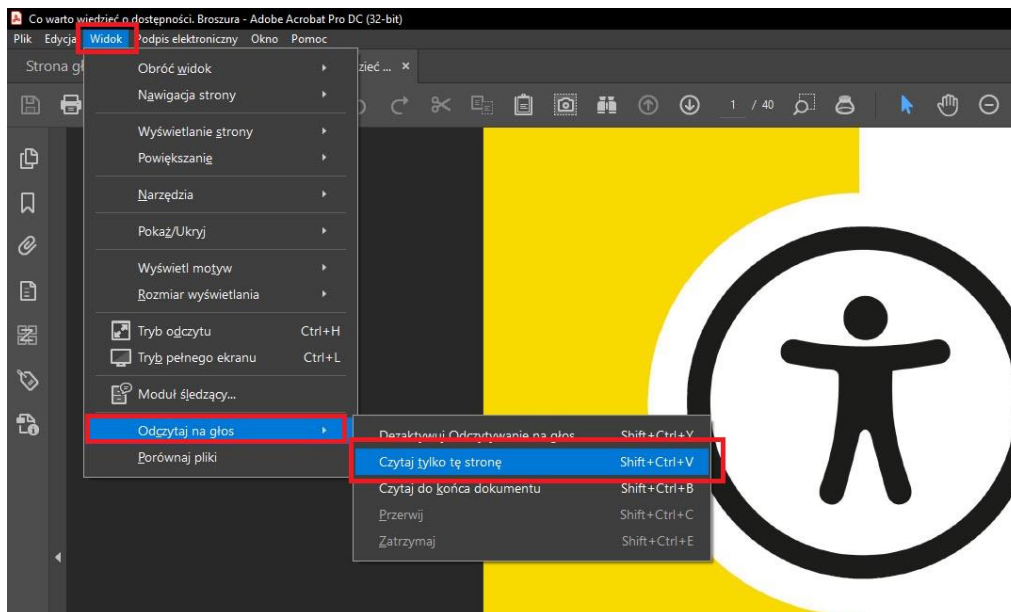 Co warto wiedzieć o dostępności. Broszura - Adobe Acrobat Pro DC (32-bit)
Plik Edycja Widok Podpis elektroniczny Okno Pomoc
Strona gł
zieć ... ×
1 / 40
Obróć widok
Nawigacja strony
Wyświetlanie strony
Powiększanie
Narzędzia
Pokaż/Ukryj
Wyświetl motyw
Rozmiar wyświetlania
Tryb odczytu Ctrl+H
Tryb pełnego ekranu Ctrl+L
Moduł śledzący...
Odczytaj na głos
Porównaj pliki
Dezaktywuj Odczytywanie na głos Shift+Ctrl+Y
Czytaj tylko tę stronę Shift+Ctrl+V
Czytaj do końca dokumentu Shift+Ctrl+B
Przerwij Shift+Ctrl+C
Zatrzymaj Shift+Ctrl+E